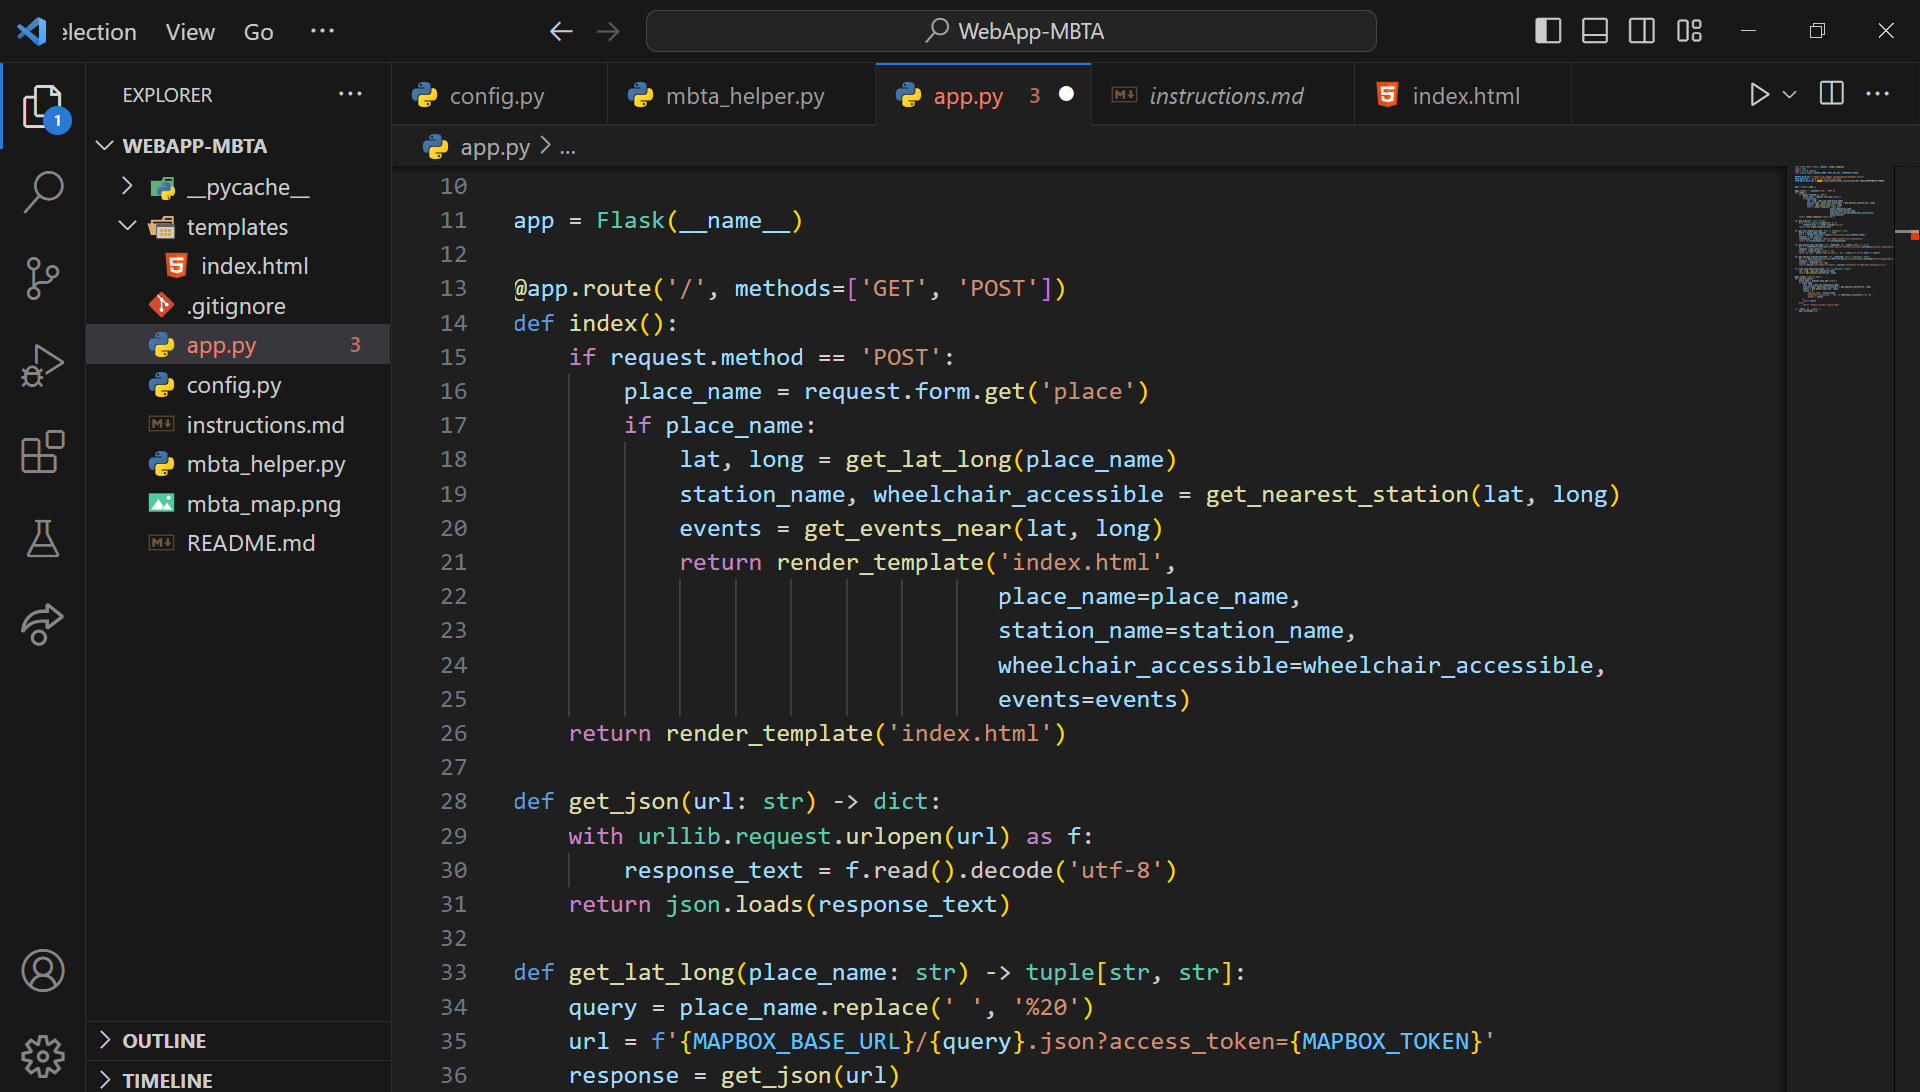 election View Go ...
WebApp-MBTA
EXPLORER ...
1
config.py
mbta_helper.py
app.py 3
instructions.md
index.html
app.py > ...
WEBAPP-MBTA
__pycache__
templates
index.html
.gitignore
app.py 3
config.py
instructions.md
mbta_helper.py
mbta_map.png
README.md
OUTLINE
TIMELINE
10
11 app = Flask(__name__)
12
13 @app.route('/', methods=['GET', 'POST'])
14 def index():
15     if request.method == 'POST':
16         place_name = request.form.get('place')
17         if place_name:
18             lat, long = get_lat_long(place_name)
19             station_name, wheelchair_accessible = get_nearest_station(lat, long)
20             events = get_events_near(lat, long)
21             return render_template('index.html',
22                                    place_name=place_name,
23                                    station_name=station_name,
24                                    wheelchair_accessible=wheelchair_accessible,
25                                    events=events)
26     return render_template('index.html')
27
28 def get_json(url: str) -> dict:
29     with urllib.request.urlopen(url) as f:
30         response_text = f.read().decode('utf-8')
31     return json.loads(response_text)
32
33 def get_lat_long(place_name: str) -> tuple[str, str]:
34     query = place_name.replace(' ', '%20')
35     url = f'{MAPBOX_BASE_URL}/{query}.json?access_token={MAPBOX_TOKEN}'
36     response = get_json(url)